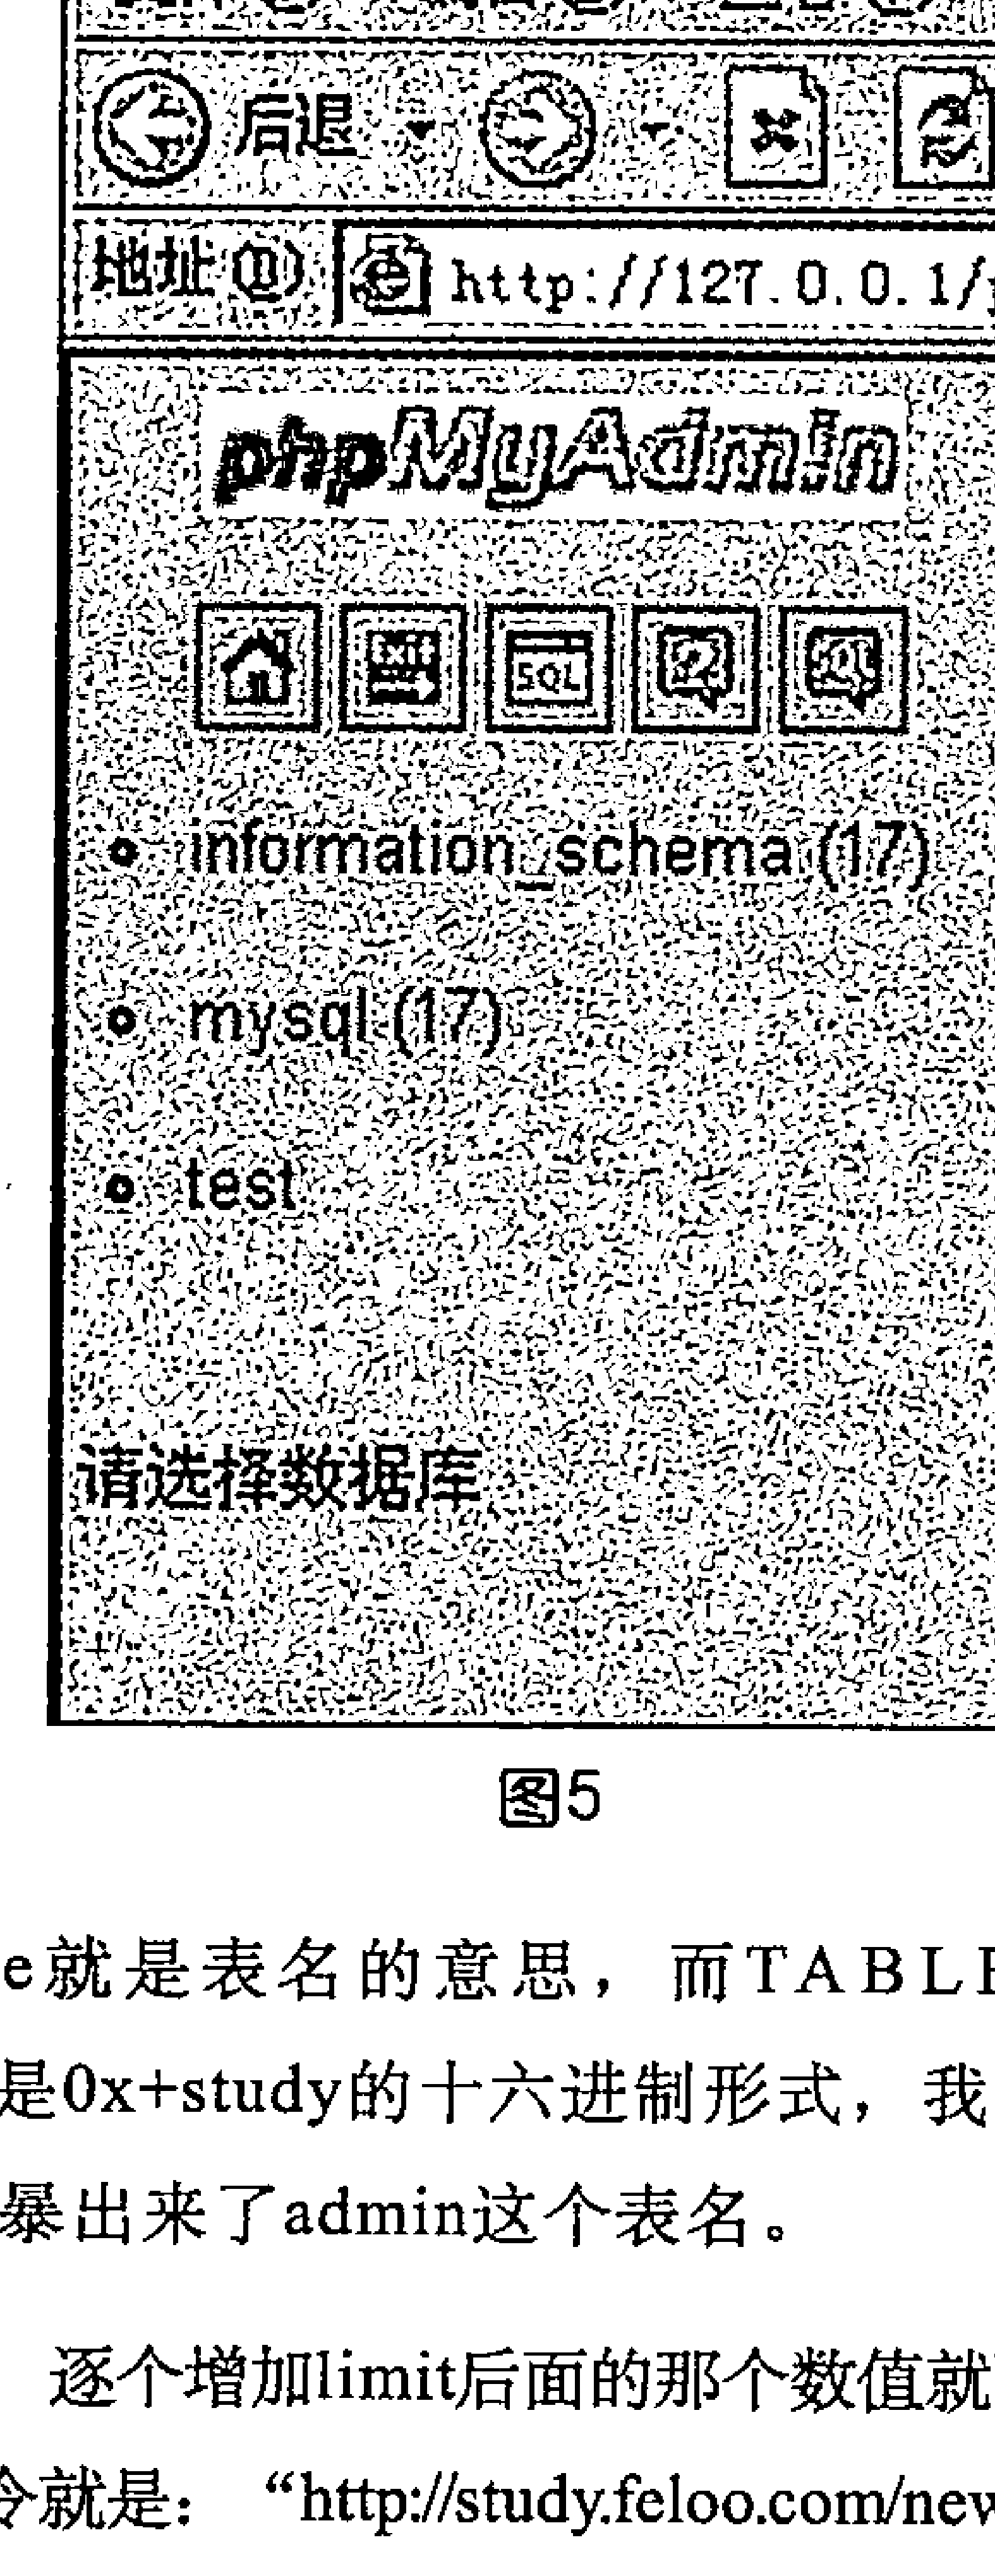 后退
地址(D) http://127.0.0.1/
phpMyAdmin
SQL
information_schema (17)
mysql (17)
test
请选择数据库
图5
e就是表名的意思，而TABLE
是0x+study的十六进制形式，我
暴出来了admin这个表名。
逐个增加limit后面的那个数值就
令就是：“http://study.feloo.com/new